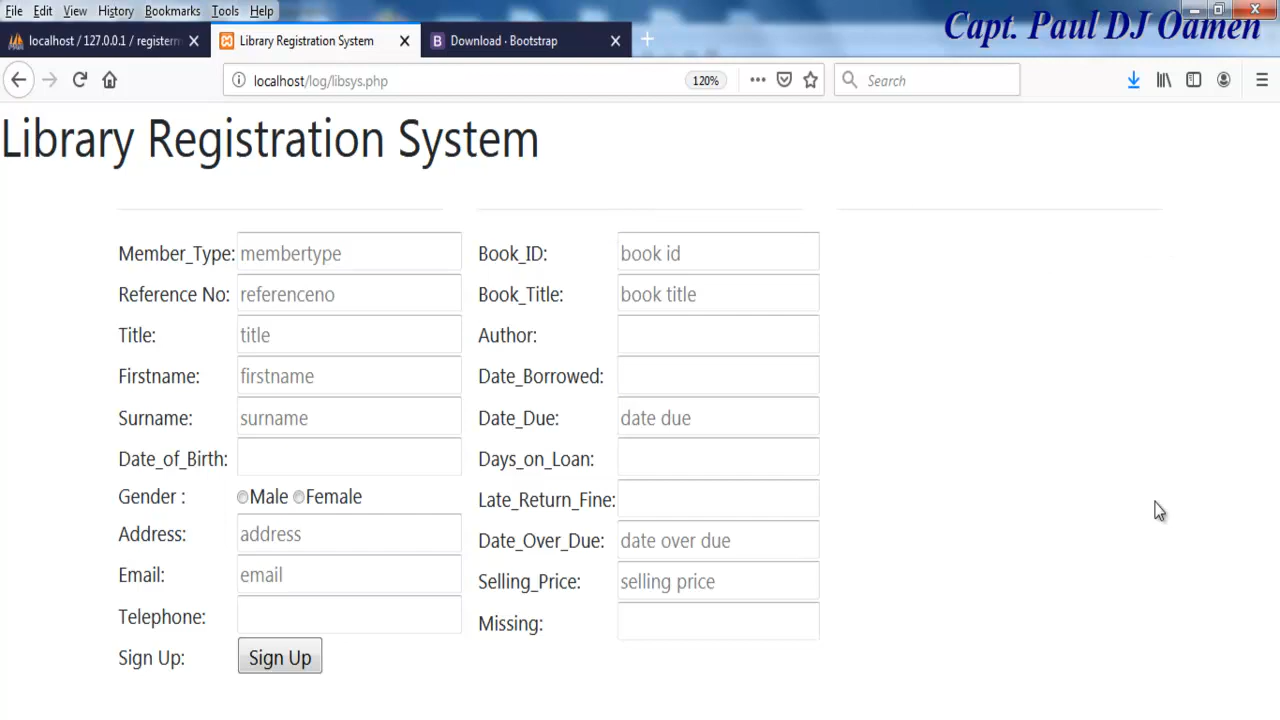 File Edit View History Bookmarks Tools Help
Capt. Paul DJ Oamen
localhost / 127.0.0.1 / registerm
Library Registration System
Download · Bootstrap
localhost/log/libsys.php
120%
Search
Library Registration System
Member_Type: membertype
Reference No: referenceno
Title: title
Firstname: firstname
Surname: surname
Date_of_Birth:
Gender : Male Female
Address: address
Email: email
Telephone:
Sign Up: Sign Up
Book_ID: book id
Book_Title: book title
Author:
Date_Borrowed:
Date_Due: date due
Days_on_Loan:
Late_Return_Fine:
Date_Over_Due: date over due
Selling_Price: selling price
Missing: